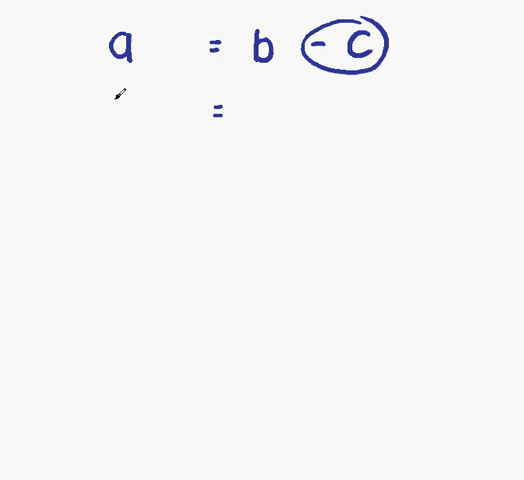 a = b - c
=